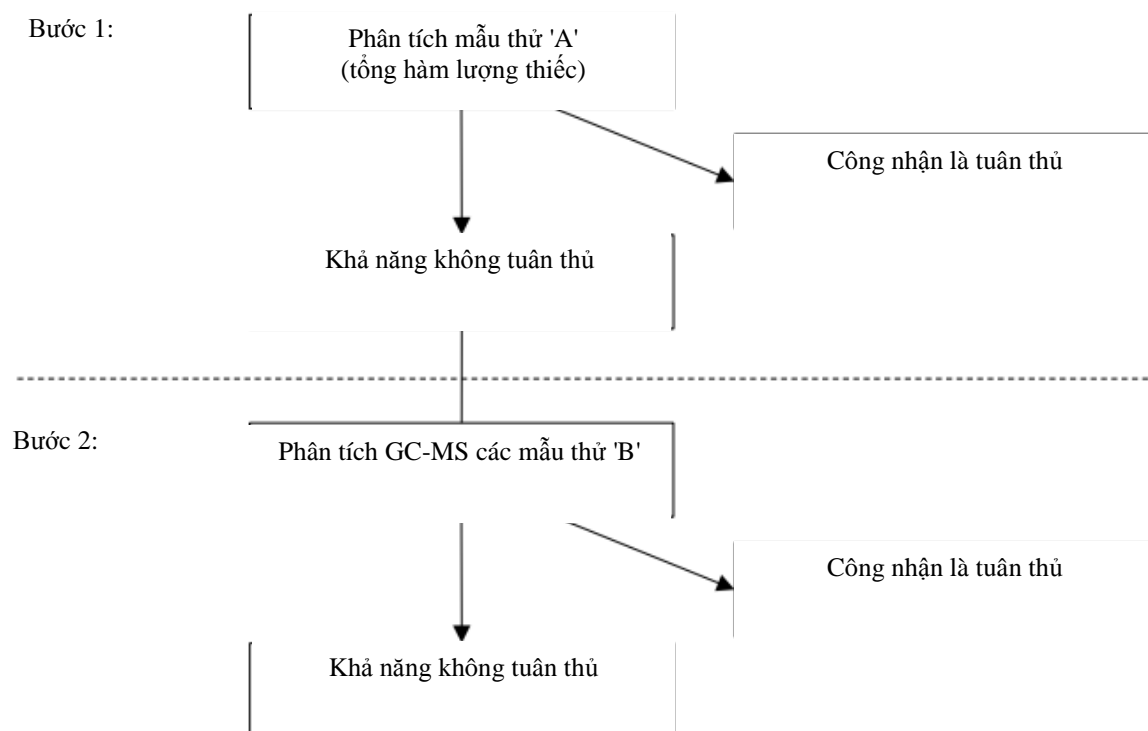 Bước 1:
Phân tích mẫu thử 'A'
(tổng hàm lượng thiếc)
Công nhận là tuân thủ
Khả năng không tuân thủ
Bước 2:
Phân tích GC-MS các mẫu thử 'B'
Công nhận là tuân thủ
Khả năng không tuân thủ